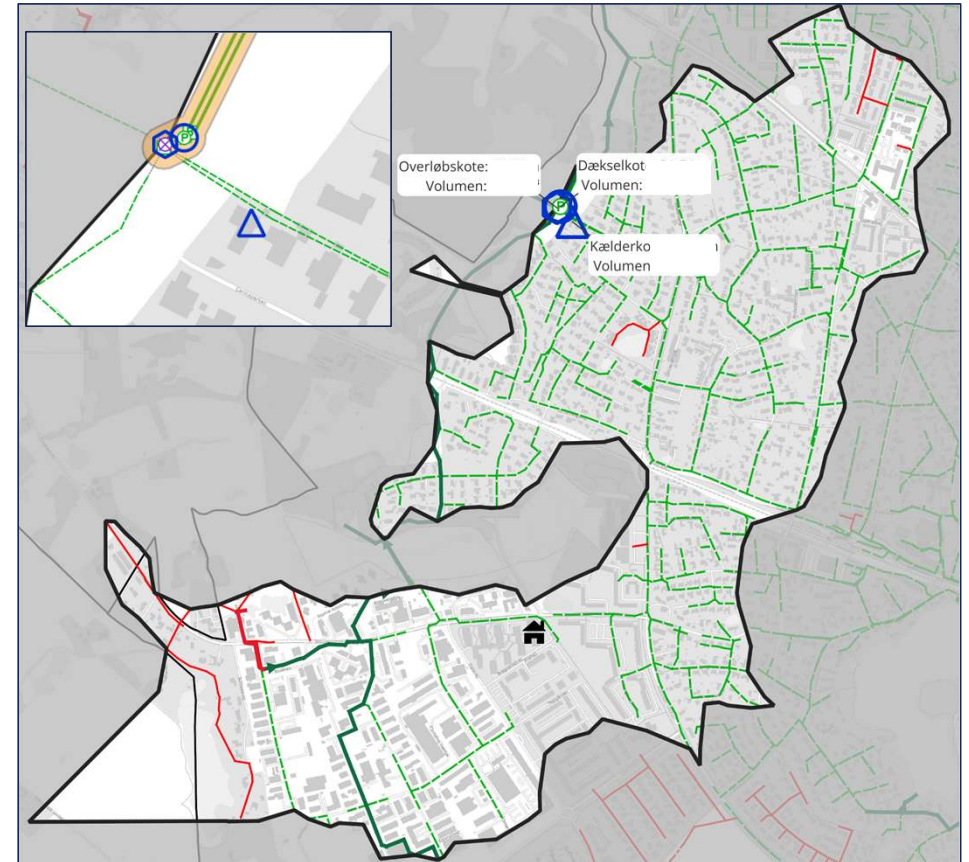 P
Overløbskote:
Volumen:
Dækselkot
Volumen:
P
Kælderko
Volumen